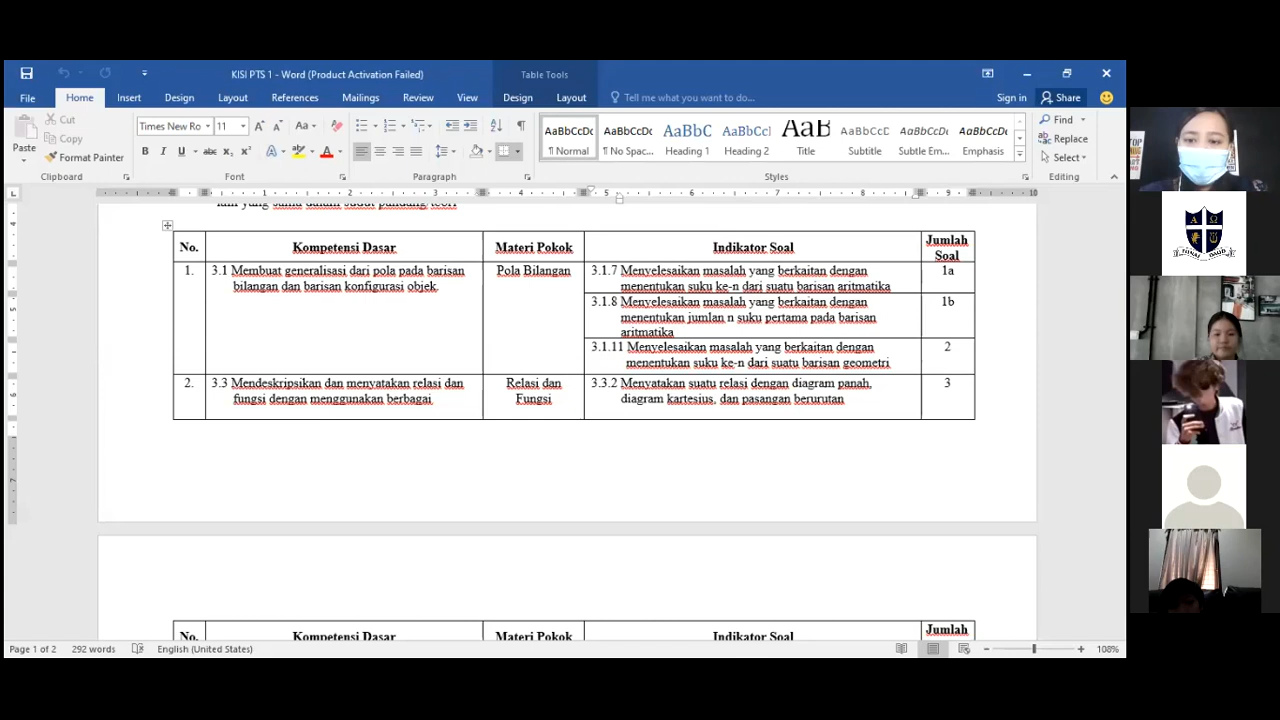 KISI PTS 1 - Word (Product Activation Failed)
Table Tools
File
Home
Insert
Design
Layout
References
Mailings
Review
View
Design
Layout
Tell me what you want to do...
Sign in
Share
Paste
Cut
Copy
Format Painter
Clipboard
Times New Ro
11
Font
Paragraph
AaBbCcDc
¶ Normal
AaBbCcDc
¶ No Spac...
AaBbC
Heading 1
AaBbCcI
Heading 2
AaB
Title
AaBbCcD
Subtitle
AaBbCcDt
Subtle Em...
AaBbCcDt
Emphasis
Styles
Find
Replace
Select
Editing
lain yang sama dalam sudut pandang/teori
No.
Kompetensi Dasar
Materi Pokok
Indikator Soal
Jumlah
Soal
1.
3.1 Membuat generalisasi dari pola pada barisan
bilangan dan barisan konfigurasi objek.
Pola Bilangan
3.1.7 Menyelesaikan masalah yang berkaitan dengan
menentukan suku ke-n dari suatu barisan aritmatika
1a
3.1.8 Menyelesaikan masalah yang berkaitan dengan
menentukan jumlan n suku pertama pada barisan
aritmatika
1b
3.1.11 Menyelesaikan masalah yang berkaitan dengan
menentukan suku ke-n dari suatu barisan geometri
2
2.
3.3 Mendeskripsikan dan menyatakan relasi dan
fungsi dengan menggunakan berbagai
Relasi dan
Fungsi
3.3.2 Menyatakan suatu relasi dengan diagram panah,
diagram kartesius, dan pasangan berurutan
3
No.
Kompetensi Dasar
Materi Pokok
Indikator Soal
Jumlah
Page 1 of 2
292 words
English (United States)
108%